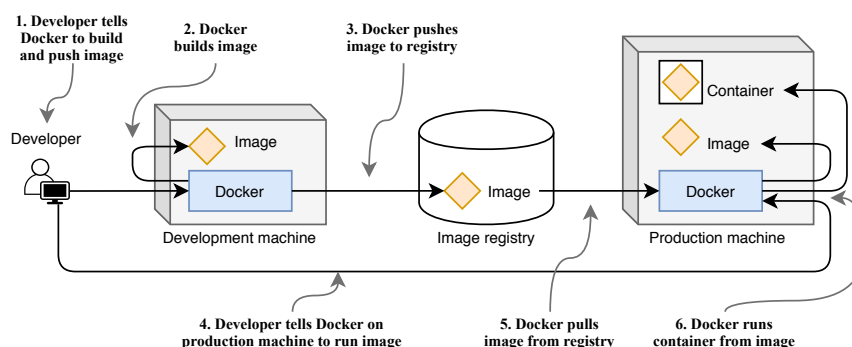 1. Developer tells
Docker to build
and push image
2. Docker
builds image
3. Docker pushes
image to registry
Developer
Image
Docker
Development machine
Image
Image registry
Container
Image
Docker
Production machine
4. Developer tells Docker on
production machine to run image
5. Docker pulls
image from registry
6. Docker runs
container from image